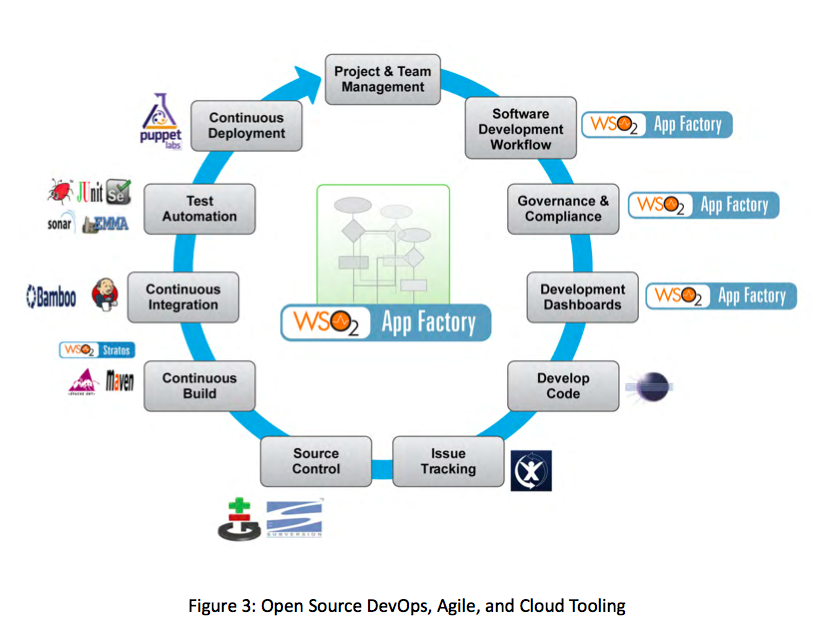 Project & Team
Management
Software
Development
Workflow
WSO2 App Factory
Governance &
Compliance
WSO2 App Factory
Development
Dashboards
WSO2 App Factory
Develop
Code
Issue
Tracking
Source
Control
SUBVERSION
Continuous
Build
WSO2 Stratos
maven
Continuous
Integration
Bamboo
Test
Automation
JUnit Se
sonar EMMA
Continuous
Deployment
puppet
labs
WSO2 App Factory
Figure 3: Open Source DevOps, Agile, and Cloud Tooling